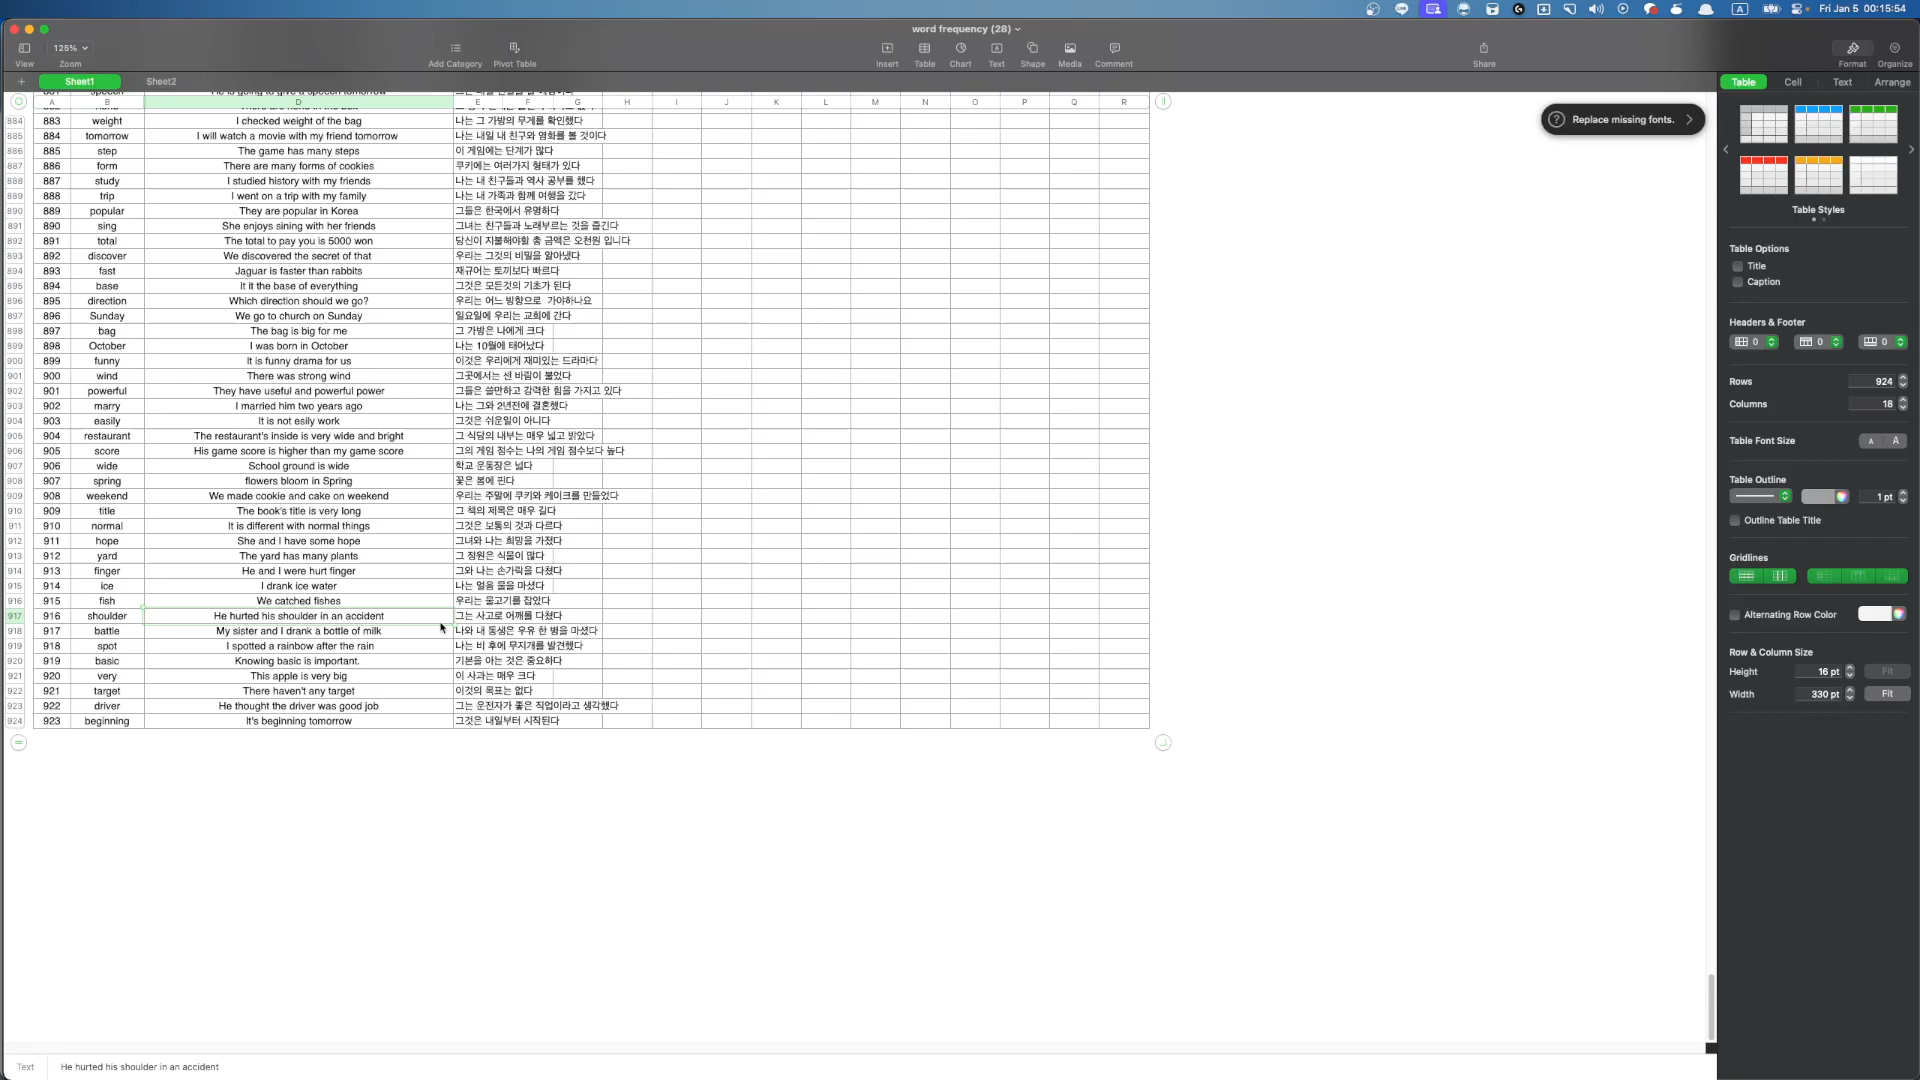 Fri Jan 5 00:15:54
word frequency (28)
125%
View
Zoom
Add Category
Pivot Table
Insert
Table
Chart
Text
Shape
Media
Comment
Share
Format
Organize
Sheet1
Sheet2
Table
Cell
Text
Arrange
A B D E F G H I J K L M N O P Q R
884 883 weight I checked weight of the bag 나는 그 가방의 무게를 확인했다
885 884 tomorrow I will watch a movie with my friend tomorrow 나는 내일 내 친구와 영화를 볼 것이다
886 885 step The game has many steps 이 게임에는 단계가 많다
887 886 form There are many forms of cookies 쿠키에는 여러가지 형태가 있다
888 887 study I studied history with my friends 나는 내 친구들과 역사 공부를 했다
889 888 trip I went on a trip with my family 나는 내 가족과 함께 여행을 갔다
890 889 popular They are popular in Korea 그들은 한국에서 유명하다
891 890 sing She enjoys sining with her friends 그녀는 친구들과 노래부르는 것을 즐긴다
892 891 total The total to pay you is 5000 won 당신이 지불해야할 총 금액은 오천원 입니다
893 892 discover We discovered the secret of that 우리는 그것의 비밀을 알아냈다
894 893 fast Jaguar is faster than rabbits 재규어는 토끼보다 빠르다
895 894 base It it the base of everything 그것은 모든것의 기초가 된다
896 895 direction Which direction should we go? 우리는 어느 방향으로 가야하나요
897 896 Sunday We go to church on Sunday 일요일에 우리는 교회에 간다
898 897 bag The bag is big for me 그 가방은 나에게 크다
899 898 October I was born in October 나는 10월에 태어났다
900 899 funny It is funny drama for us 이것은 우리에게 재미있는 드라마다
901 900 wind There was strong wind 그곳에서는 센 바람이 불었다
902 901 powerful They have useful and powerful power 그들은 쓸만하고 강력한 힘을 가지고 있다
903 902 marry I married him two years ago 나는 그와 2년전에 결혼했다
904 903 easily It is not esily work 그것은 쉬운일이 아니다
905 904 restaurant The restaurant's inside is very wide and bright 그 식당의 내부는 매우 넓고 밝았다
906 905 score His game score is higher than my game score 그의 게임 점수는 나의 게임 점수보다 높다
907 906 wide School ground is wide 학교 운동장은 넓다
908 907 spring flowers bloom in Spring 꽃은 봄에 핀다
909 908 weekend We made cookie and cake on weekend 우리는 주말에 쿠키와 케이크를 만들었다
910 909 title The book's title is very long 그 책의 제목은 매우 길다
911 910 normal It is different with normal things 그것은 보통의 것과 다르다
912 911 hope She and I have some hope 그녀와 나는 희망을 가졌다
913 912 yard The yard has many plants 그 정원은 식물이 많다
914 913 finger He and I were hurt finger 그와 나는 손가락을 다쳤다
915 914 ice I drank ice water 나는 얼음 물을 마셨다
916 915 fish We catched fishes 우리는 물고기를 잡았다
917 916 shoulder He hurted his shoulder in an accident 그는 사고로 어깨를 다쳤다
918 917 battle My sister and I drank a bottle of milk 나와 내 동생은 우유 한 병을 마셨다
919 918 spot I spotted a rainbow after the rain 나는 비 후에 무지개를 발견했다
920 919 basic Knowing basic is important. 기본을 아는 것은 중요하다
921 920 very This apple is very big 이 사과는 매우 크다
922 921 target There haven't any target 이것의 목표는 없다
923 922 driver He thought the driver was good job 그는 운전자가 좋은 직업이라고 생각했다
924 923 beginning It's beginning tomorrow 그것은 내일부터 시작된다
Replace missing fonts.
Table Styles
Table Options
Title
Caption
Headers & Footer
0 0 0
Rows 924
Columns 18
Table Font Size A A
Table Outline
1 pt
Outline Table Title
Gridlines
Alternating Row Color
Row & Column Size
Height 16 pt Fit
Width 330 pt Fit
Text He hurted his shoulder in an accident